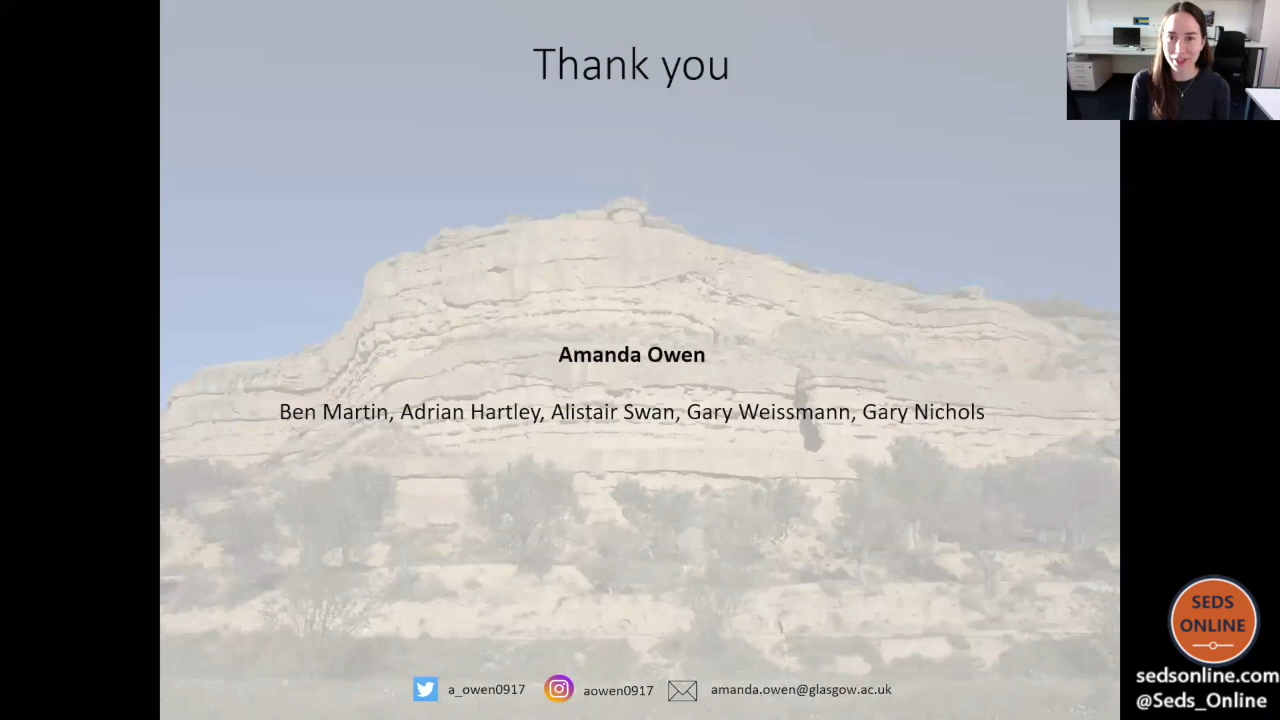 Thank you
Amanda Owen
Ben Martin, Adrian Hartley, Alistair Swan, Gary Weissmann, Gary Nichols
a_owen0917
aowen0917
amanda.owen@glasgow.ac.uk
SEDS
ONLINE
sedsonline.com
@Seds_Online